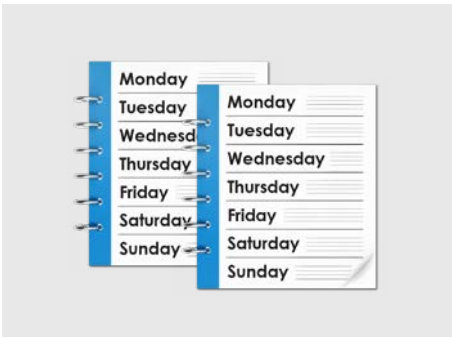 Monday
Tuesday
Wednesd
Thursday
Friday
Saturday
Sunday
Monday
Tuesday
Wednesday
Thursday
Friday
Saturday
Sunday